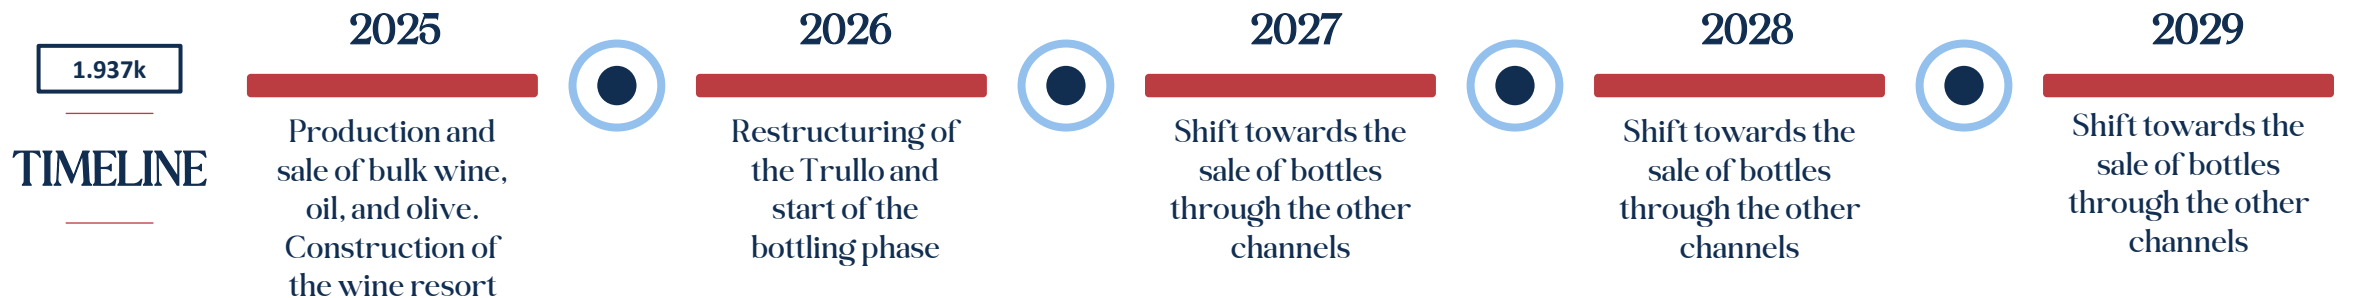 1.937k
TIMELINE
2025
Production and
sale of bulk wine,
oil, and olive.
Construction of
the wine resort
2026
Restructuring of
the Trullo and
start of the
bottling phase
2027
Shift towards the
sale of bottles
through the other
channels
2028
Shift towards the
sale of bottles
through the other
channels
2029
Shift towards the
sale of bottles
through the other
channels